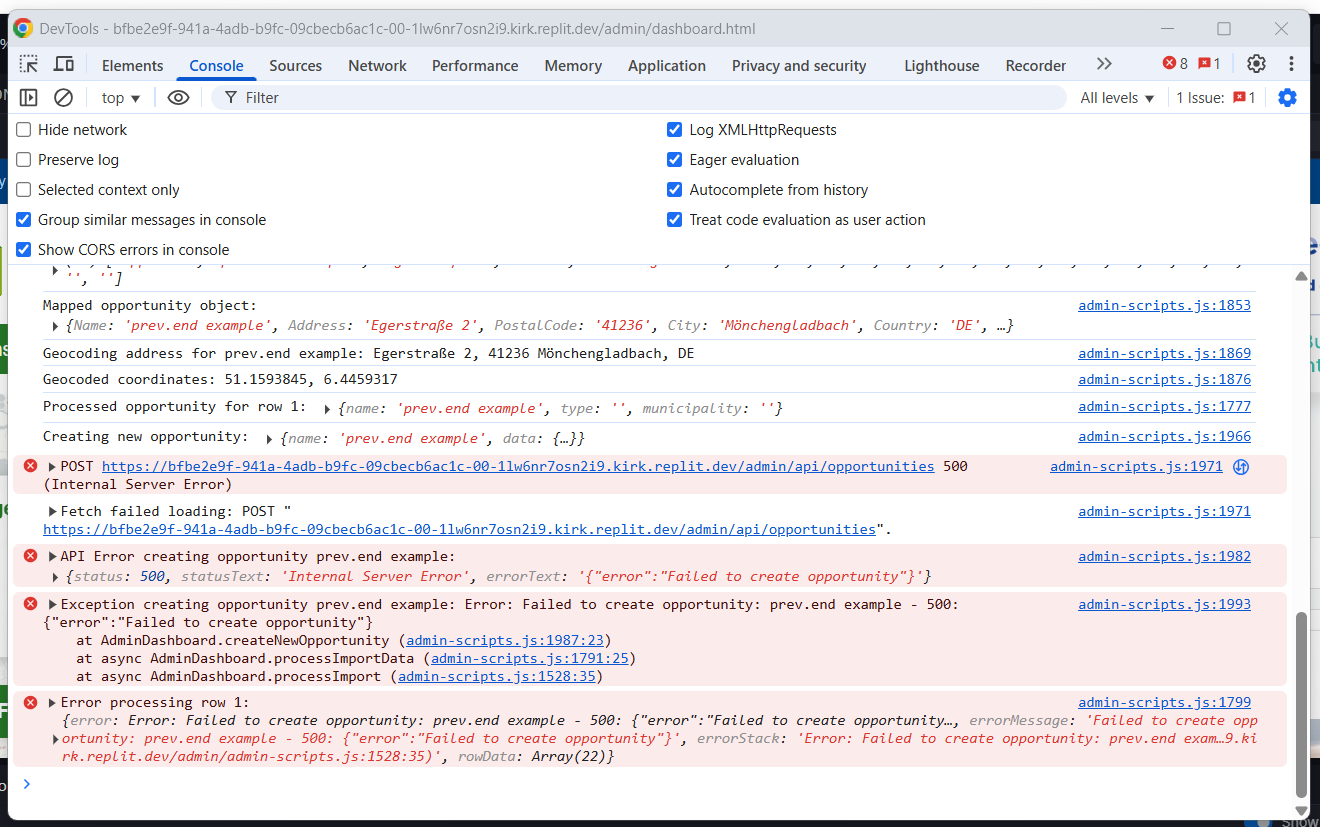 DevTools - bfbe2e9f-941a-4adb-b9fc-09cbecb6ac1c-00-1lw6nr7osn2i9.kirk.replit.dev/admin/dashboard.html
Elements Console Sources Network Performance Memory Application Privacy and security Lighthouse Recorder 8 1
top Filter All levels 1 Issue: 1
Hide network Log XMLHttpRequests
Preserve log Eager evaluation
Selected context only Autocomplete from history
Group similar messages in console Treat code evaluation as user action
Show CORS errors in console
'', '']
Mapped opportunity object: admin-scripts.js:1853
{Name: 'prev.end example', Address: 'Egerstraße 2', PostalCode: '41236', City: 'Mönchengladbach', Country: 'DE', …}
Geocoding address for prev.end example: Egerstraße 2, 41236 Mönchengladbach, DE admin-scripts.js:1869
Geocoded coordinates: 51.1593845, 6.4459317 admin-scripts.js:1876
Processed opportunity for row 1: {name: 'prev.end example', type: '', municipality: ''} admin-scripts.js:1777
Creating new opportunity: {name: 'prev.end example', data: {…}} admin-scripts.js:1966
POST https://bfbe2e9f-941a-4adb-b9fc-09cbecb6ac1c-00-1lw6nr7osn2i9.kirk.replit.dev/admin/api/opportunities 500 admin-scripts.js:1971
(Internal Server Error)
Fetch failed loading: POST " admin-scripts.js:1971
https://bfbe2e9f-941a-4adb-b9fc-09cbecb6ac1c-00-1lw6nr7osn2i9.kirk.replit.dev/admin/api/opportunities".
API Error creating opportunity prev.end example: admin-scripts.js:1982
{status: 500, statusText: 'Internal Server Error', errorText: '{"error":"Failed to create opportunity"}'}
Exception creating opportunity prev.end example: Error: Failed to create opportunity: prev.end example - 500: admin-scripts.js:1993
{"error":"Failed to create opportunity"}
at AdminDashboard.createNewOpportunity (admin-scripts.js:1987:23)
at async AdminDashboard.processImportData (admin-scripts.js:1791:25)
at async AdminDashboard.processImport (admin-scripts.js:1528:35)
Error processing row 1: admin-scripts.js:1799
{error: Error: Failed to create opportunity: prev.end example - 500: {"error":"Failed to create opportunity…, errorMessage: 'Failed to create opp
ortunity: prev.end example - 500: {"error":"Failed to create opportunity"}', errorStack: 'Error: Failed to create opportunity: prev.end exam…9.ki
rk.replit.dev/admin/admin-scripts.js:1528:35)', rowData: Array(22)}